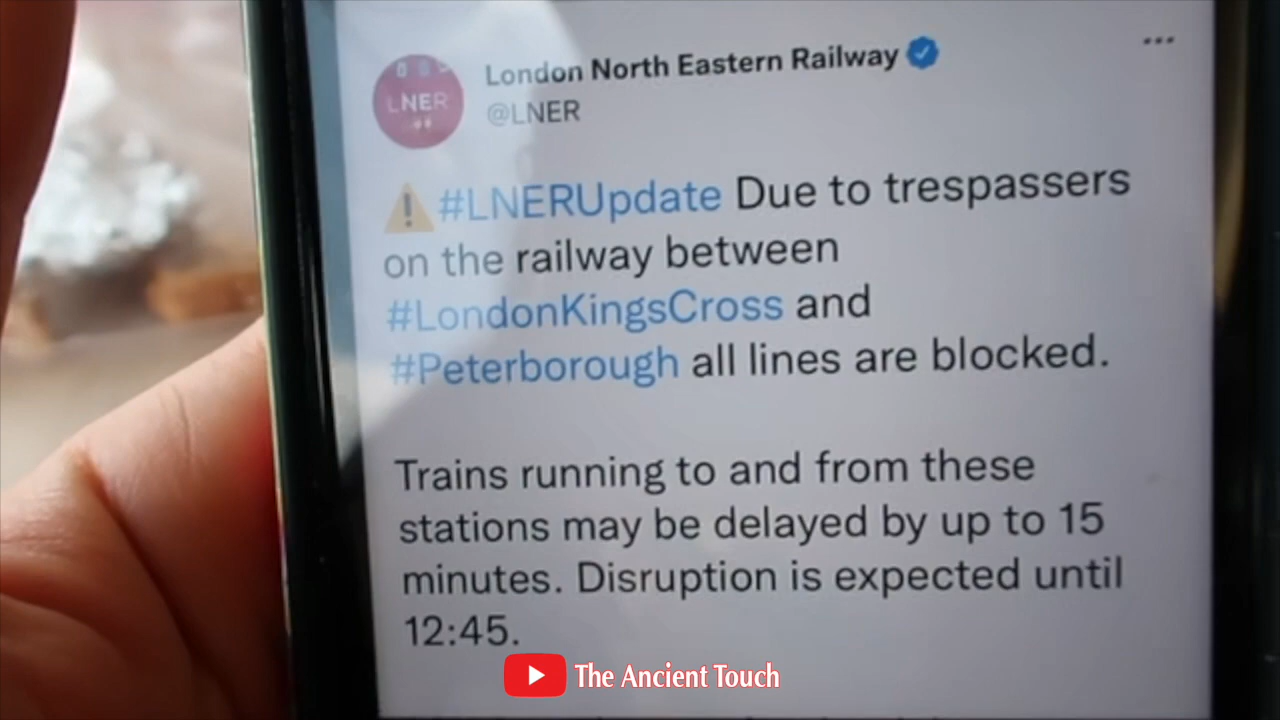 London North Eastern Railway
LNER
@LNER
#LNERUpdate Due to trespassers
on the railway between
#LondonKingsCross and
#Peterborough all lines are blocked.
Trains running to and from these
stations may be delayed by up to 15
minutes. Disruption is expected until
12:45.
The Ancient Touch